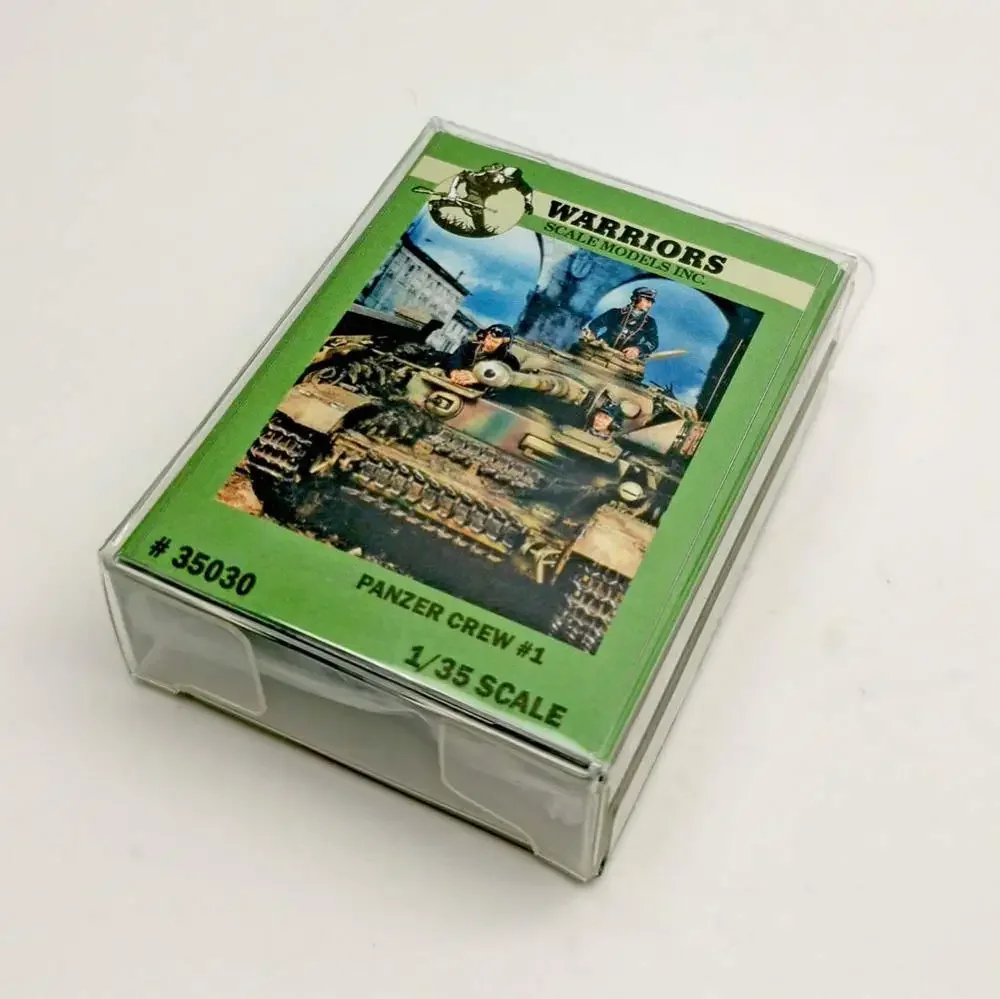 WARRIORS
SCALE MODELS INC.
# 35030
PANZER CREW #1
1/35 SCALE